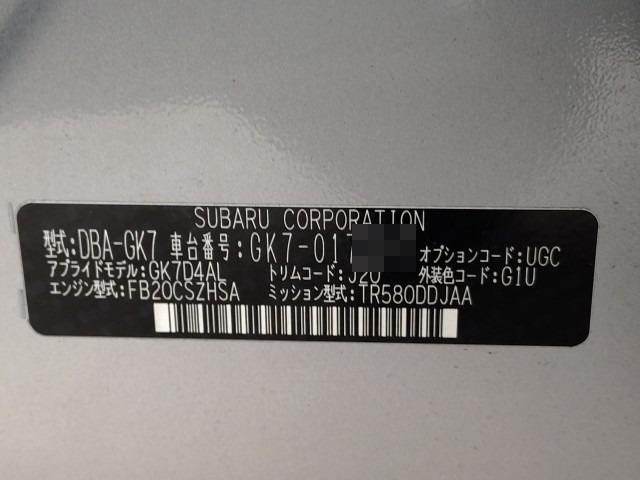 SUBARU CORPORATION
型式:DBA-GK7 車台番号:GK7-017 オプションコード:UGC
アプライドモデル:GK7D4AL トリムコード:J20 外装色コード:G1U
エンジン型式:FB20CSZHSA ミッション型式:TR580DDJAA